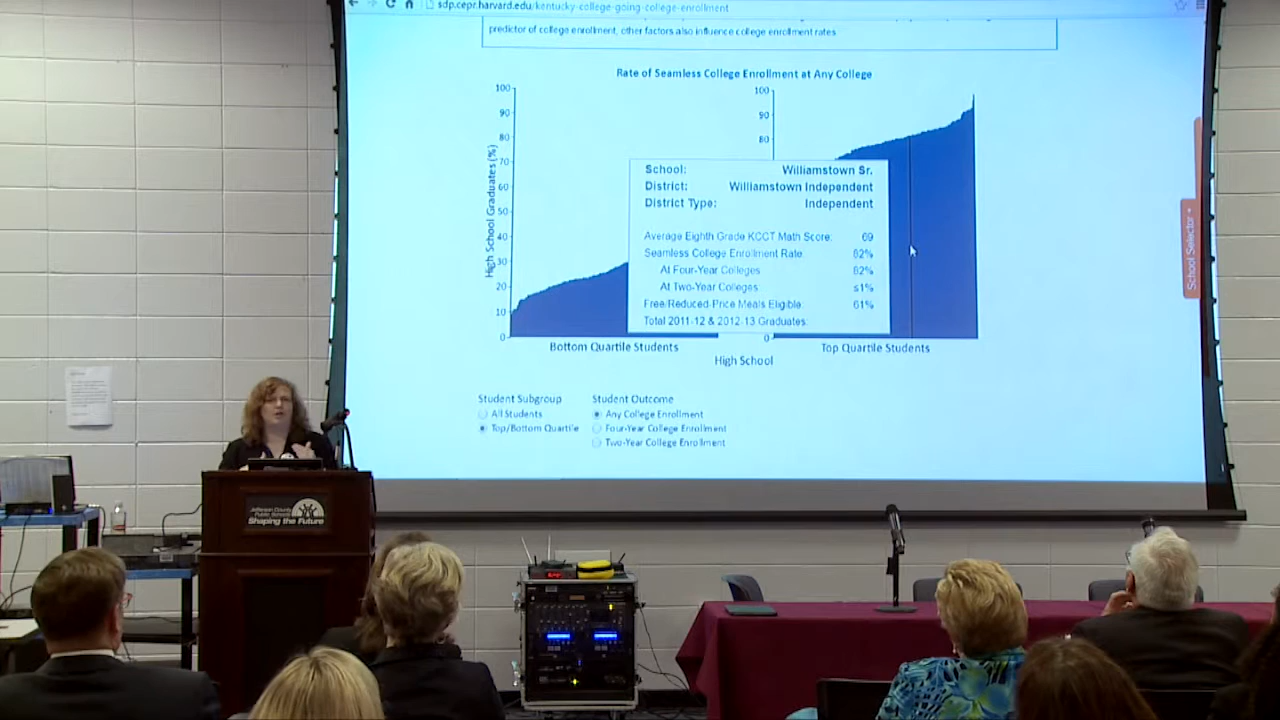 sdp.cepr.harvard.edu/kentucky-college-going-college-enrollment
predictor of college enrollment, other factors also influence college enrollment rates
Rate of Seamless College Enrollment at Any College
High School Graduates (%)
100
90
80
70
60
50
40
30
20
10
0
100
90
80
0
School: Williamstown Sr.
District: Williamstown Independent
District Type: Independent
Average Eighth Grade KCCT Math Score: 69
Seamless College Enrollment Rate 82%
At Four-Year Colleges 82%
At Two-Year Colleges ≤1%
Free/Reduced-Price Meals Eligible: 61%
Total 2011-12 & 2012-13 Graduates:
Bottom Quartile Students
Top Quartile Students
High School
School Selector
Student Subgroup
All Students
Top/Bottom Quartile
Student Outcome
Any College Enrollment
Four-Year College Enrollment
Two-Year College Enrollment
Jefferson County
Public Schools
Shaping the Future